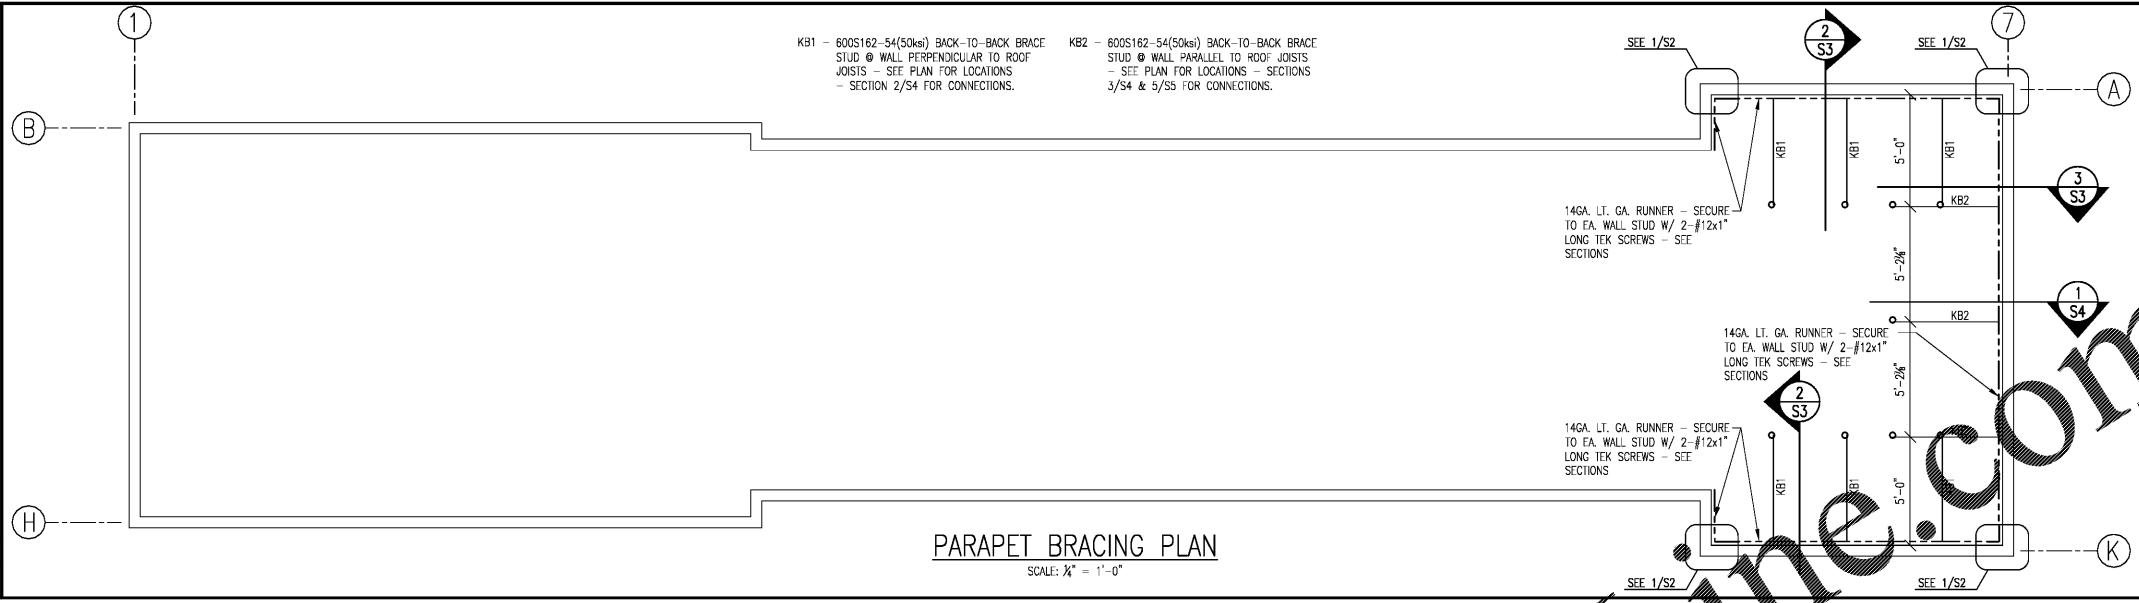 1
7
B
A
H
K
KB1 - 600S162-54(50ksi) BACK-TO-BACK BRACE
STUD @ WALL PERPENDICULAR TO ROOF
JOISTS - SEE PLAN FOR LOCATIONS
- SECTION 2/S4 FOR CONNECTIONS.
KB2 - 600S162-54(50ksi) BACK-TO-BACK BRACE
STUD @ WALL PARALLEL TO ROOF JOISTS
- SEE PLAN FOR LOCATIONS - SECTIONS
3/S4 & 5/S5 FOR CONNECTIONS.
SEE 1/S2
2
S3
SEE 1/S2
KB1
KB1
5'-0"
KB1
3
S3
KB2
14GA. LT. GA. RUNNER - SECURE
TO EA. WALL STUD W/ 2-#12x1"
LONG TEK SCREWS - SEE
SECTIONS
1
S4
KB2
14GA. LT. GA. RUNNER - SECURE
TO EA. WALL STUD W/ 2-#12x1"
LONG TEK SCREWS - SEE
SECTIONS
2
S3
14GA. LT. GA. RUNNER - SECURE
TO EA. WALL STUD W/ 2-#12x1"
LONG TEK SCREWS - SEE
SECTIONS
KB1
KB1
5'-0"
PARAPET BRACING PLAN
SCALE: ¼" = 1'-0"
SEE 1/S2
SEE 1/S2
ine.com